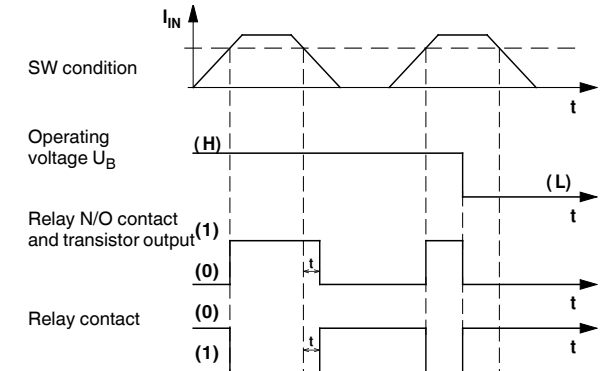 I_IN
SW condition
t
Operating
voltage U_B
(H)
(L)
t
Relay N/O contact
and transistor output
(1)
t
(0)
t
(0)
Relay contact
t
t
(1)